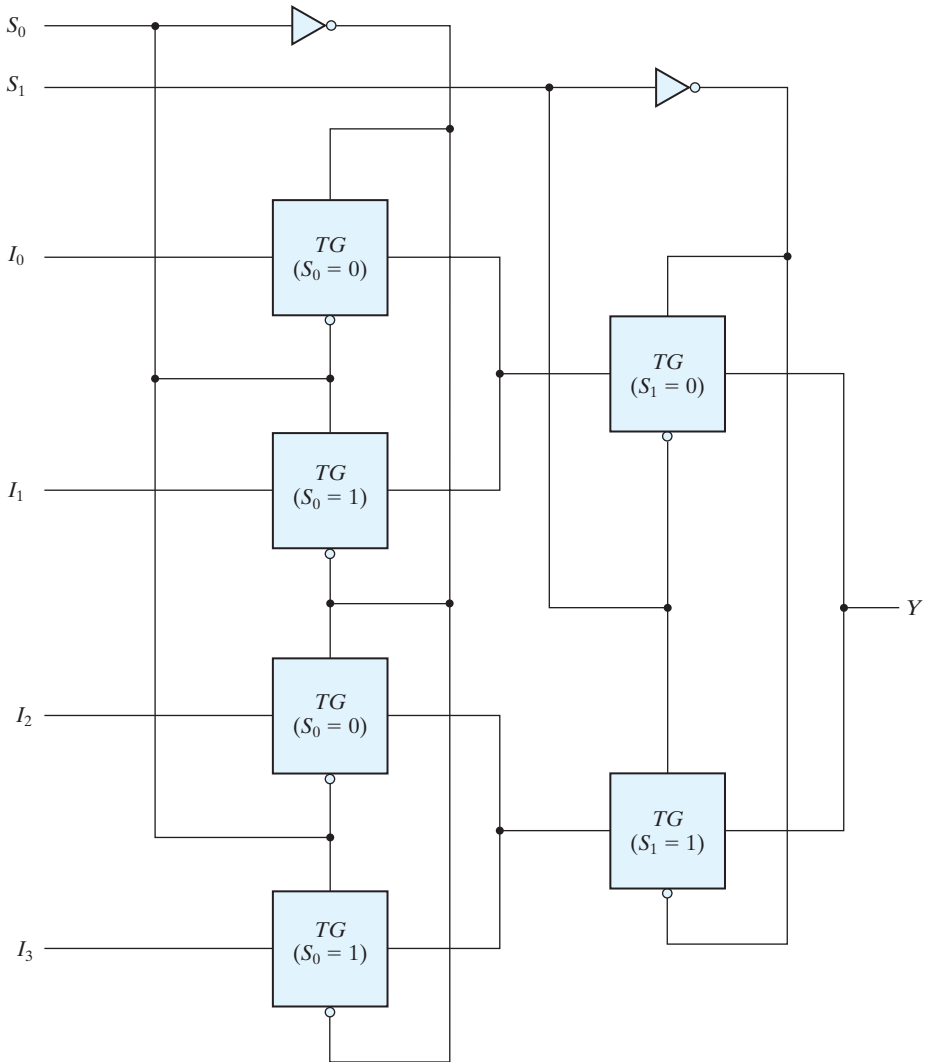 S₀
S₁
I₀
TG
(S₀ = 0)
TG
(S₁ = 0)
I₁
TG
(S₀ = 1)
Y
I₂
TG
(S₀ = 0)
TG
(S₁ = 1)
I₃
TG
(S₀ = 1)